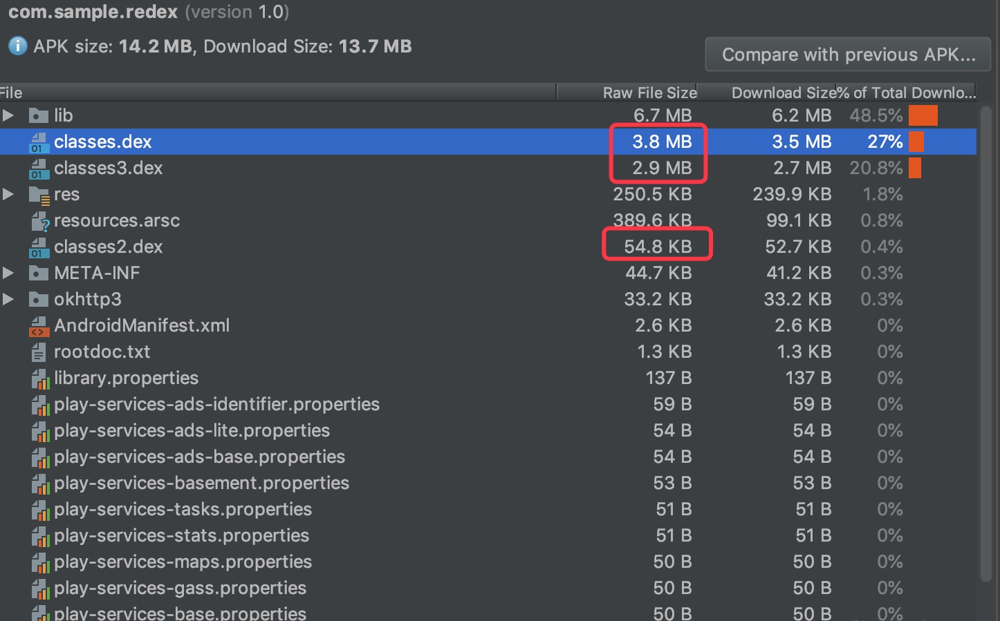 com.sample.redex (version 1.0)
APK size: 14.2 MB, Download Size: 13.7 MB
Compare with previous APK...
File Raw File Size Download Size % of Total Downlo...
lib 6.7 MB 6.2 MB 48.5%
classes.dex 3.8 MB 3.5 MB 27%
classes3.dex 2.9 MB 2.7 MB 20.8%
res 250.5 KB 239.9 KB 1.8%
resources.arsc 389.6 KB 99.1 KB 0.8%
classes2.dex 54.8 KB 52.7 KB 0.4%
META-INF 44.7 KB 41.2 KB 0.3%
okhttp3 33.2 KB 33.2 KB 0.3%
AndroidManifest.xml 2.6 KB 2.6 KB 0%
rootdoc.txt 1.3 KB 1.3 KB 0%
library.properties 137 B 137 B 0%
play-services-ads-identifier.properties 59 B 59 B 0%
play-services-ads-lite.properties 54 B 54 B 0%
play-services-ads-base.properties 54 B 54 B 0%
play-services-basement.properties 53 B 53 B 0%
play-services-tasks.properties 51 B 51 B 0%
play-services-stats.properties 51 B 51 B 0%
play-services-maps.properties 50 B 50 B 0%
play-services-gass.properties 50 B 50 B 0%
play-services-base.properties 50 B 50 B 0%